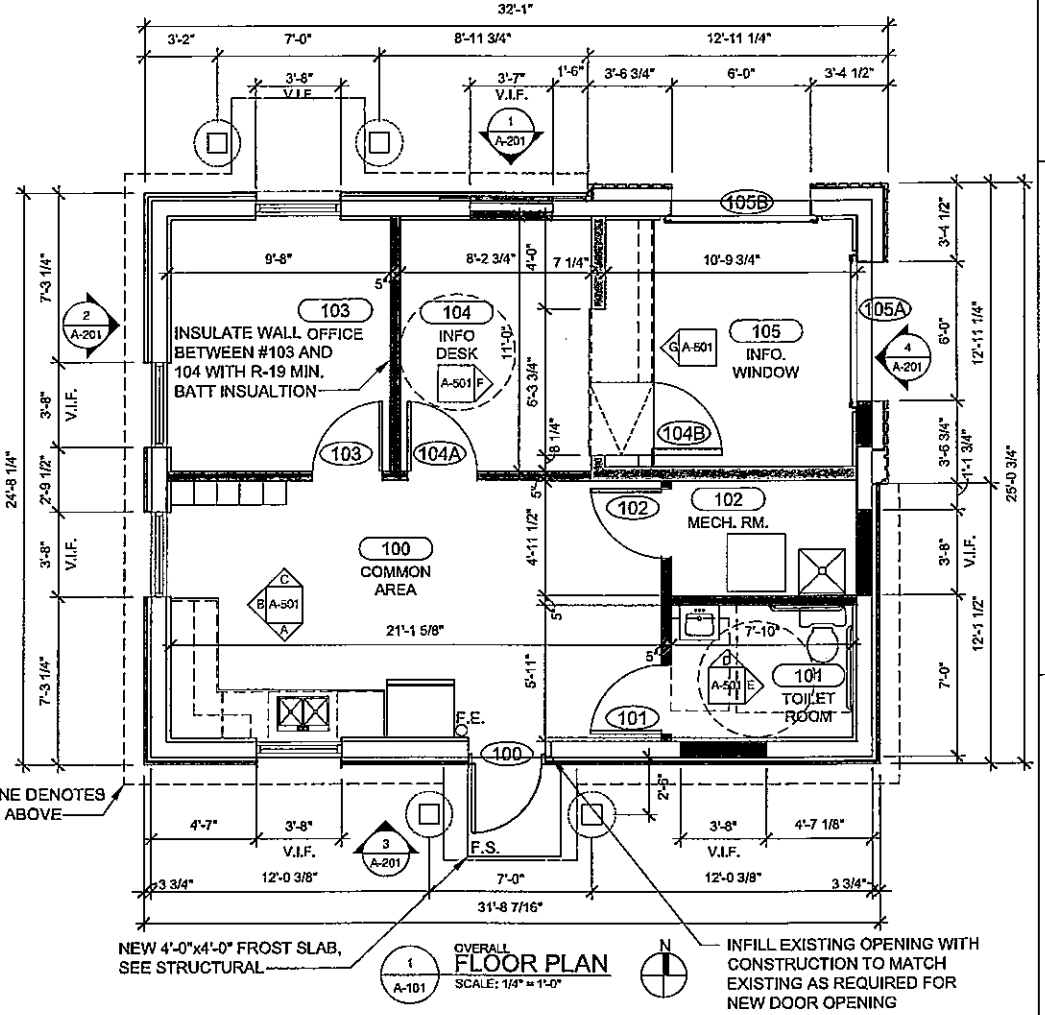 32'-1"
3'-2"
7'-0"
8'-11 3/4"
12'-11 1/4"
3'-8"
V.I.F.
3'-7"
V.I.F.
1'-6"
3'-6 3/4"
6'-0"
3'-4 1/2"
1
A-201
105B
24'-8 1/4"
7'-3 1/4"
3'-8"
V.I.F.
2'-9 1/2"
3'-8"
V.I.F.
7'-3 1/4"
2
A-201
9'-8"
5"
8'-2 3/4"
4'-0"
7 1/4"
10'-9 3/4"
103
INSULATE WALL OFFICE
BETWEEN #103 AND
104 WITH R-19 MIN.
BATT INSUALTION
104
INFO
DESK
11'-0"
A-501
F
6'-3 3/4"
8 1/4"
G
A-501
105
INFO.
WINDOW
105A
4
A-201
104B
103
104A
3'-4 1/2"
6'-0"
3'-6 3/4"
1'-1 3/4"
3'-8"
V.I.F.
7'-0"
12'-11 1/4"
12'-1 1/2"
25'-0 3/4"
5"
102
102
MECH. RM.
4'-11 1/2"
100
COMMON
AREA
C
B
A-501
A
21'-1 5/8"
5"
5"
7'-10"
5'-11"
D
A-501
E
101
TOILET
ROOM
101
F.E.
100
2'-6"
NE DENOTES
ABOVE
4'-7"
3'-8"
V.I.F.
3
A-201
F.S.
3'-8"
V.I.F.
4'-7 1/8"
3 3/4"
12'-0 3/8"
7'-0"
12'-0 3/8"
3 3/4"
31'-8 7/16"
NEW 4'-0"x4'-0" FROST SLAB,
SEE STRUCTURAL
1
A-101
OVERALL
FLOOR PLAN
SCALE: 1/4" = 1'-0"
N
INFILL EXISTING OPENING WITH
CONSTRUCTION TO MATCH
EXISTING AS REQUIRED FOR
NEW DOOR OPENING